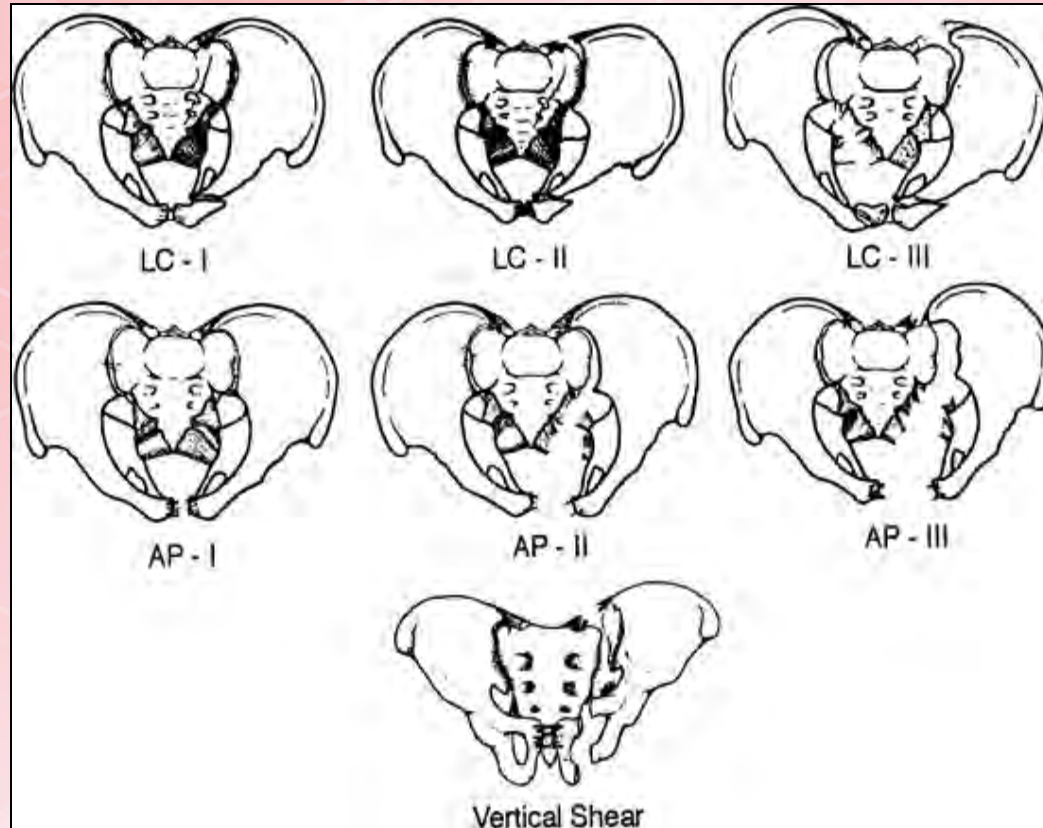 LC - I
LC - II
LC - III
AP - I
AP - II
AP - III
Vertical Shear